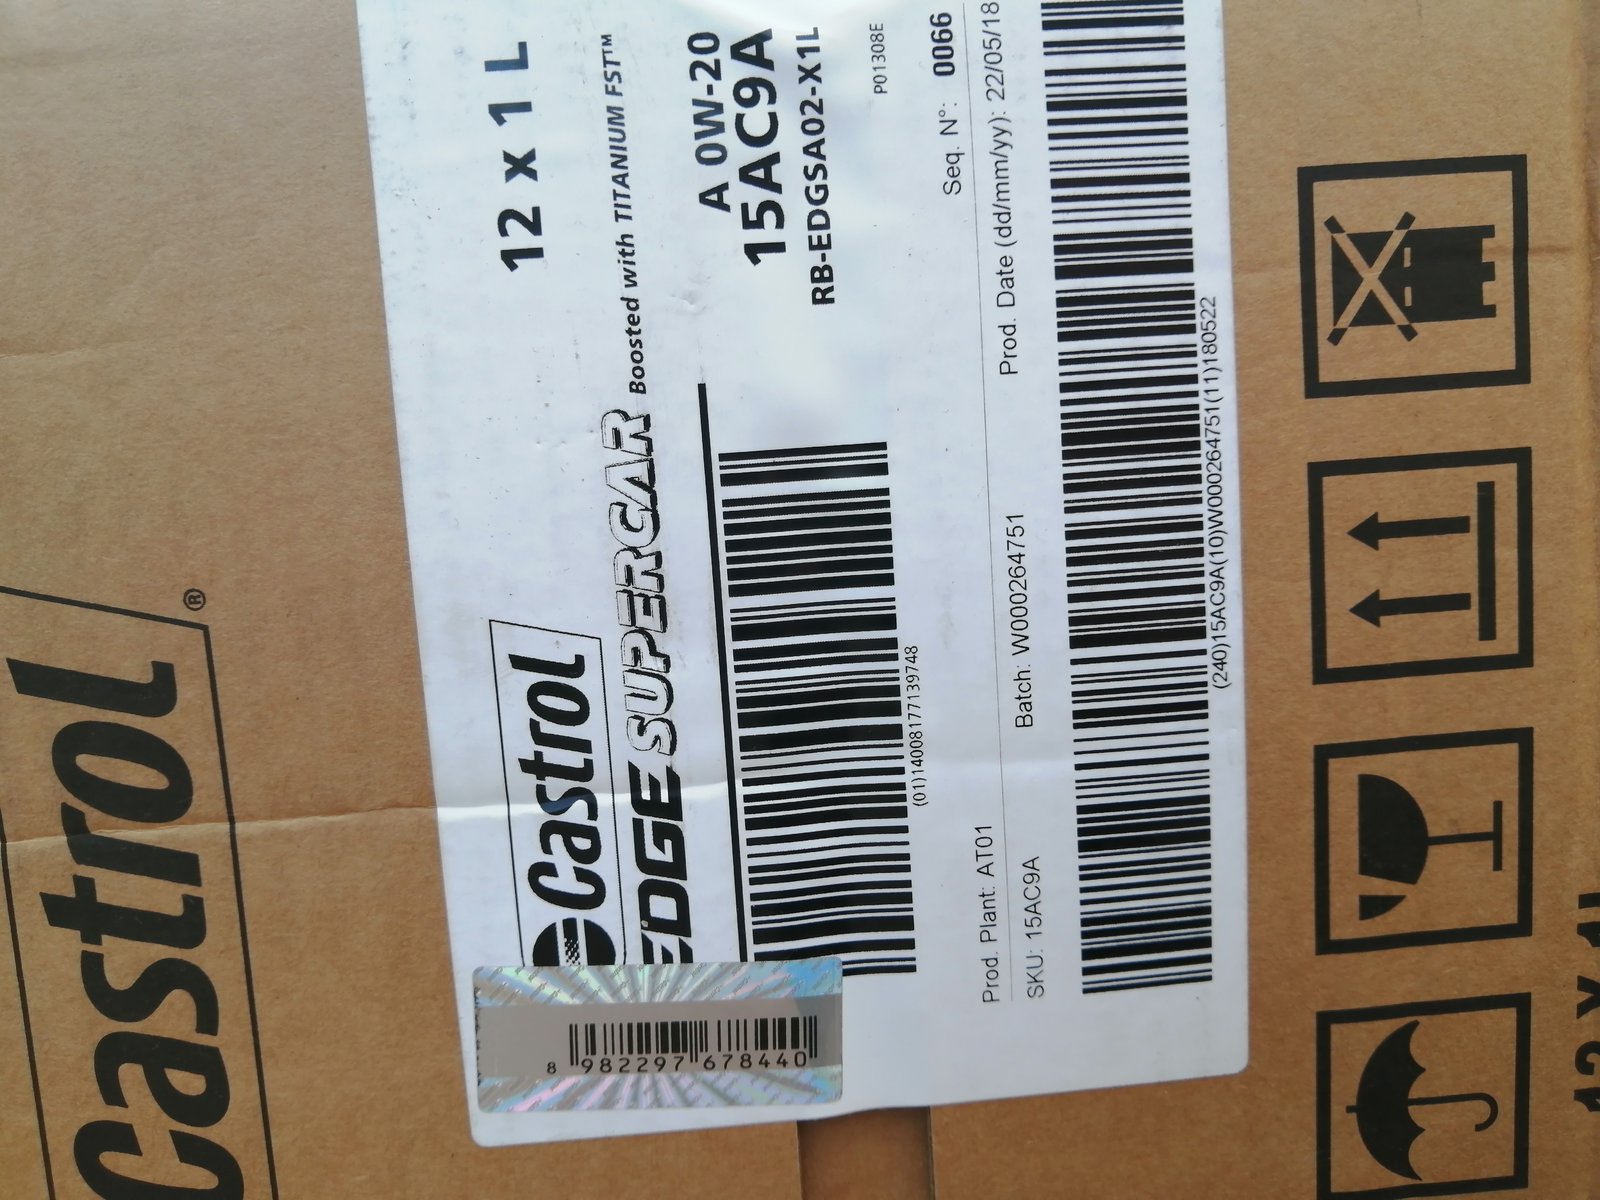 Castrol®
12 x 1 L
Castrol
EDGE SUPERCAR Boosted with TITANIUM FST™
A 0W-20
15AC9A
RB-EDGSA02-X1L
P01308E
(01)14008177139748
Seq. N°: 0066
Prod. Plant: AT01
Batch: W000264751
Prod. Date (dd/mm/yy): 22/05/18
SKU: 15AC9A
(240)15AC9A(10)W000264751(11)180522
8 982297 678440
12 x 1L